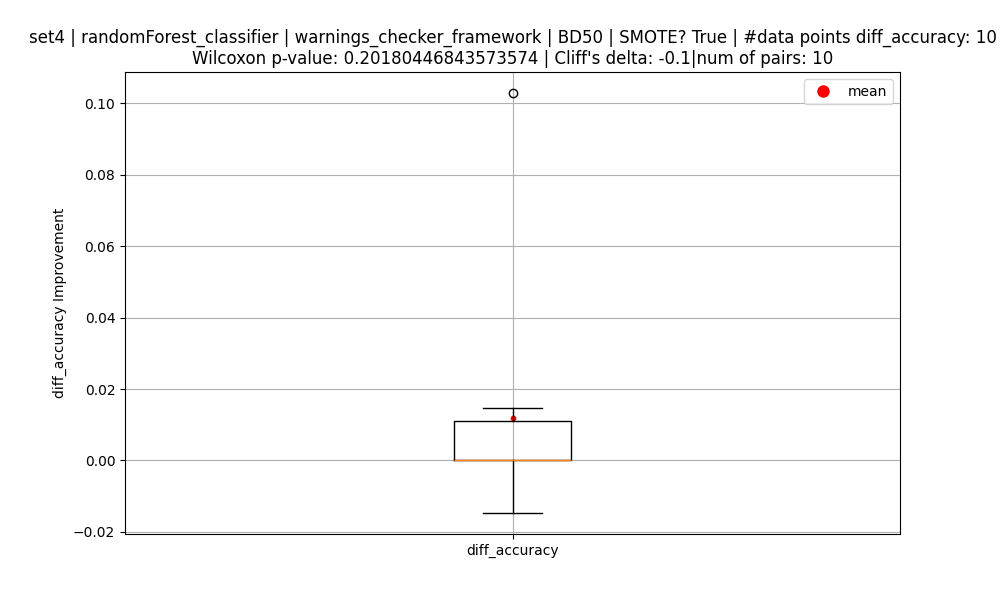 set4 | randomForest_classifier | warnings_checker_framework | BD50 | SMOTE? True | #data points diff_accuracy: 10
Wilcoxon p-value: 0.20180446843573574 | Cliff's delta: -0.1|num of pairs: 10
mean
0.10
0.08
0.06
0.04
0.02
0.00
−0.02
diff_accuracy Improvement
diff_accuracy